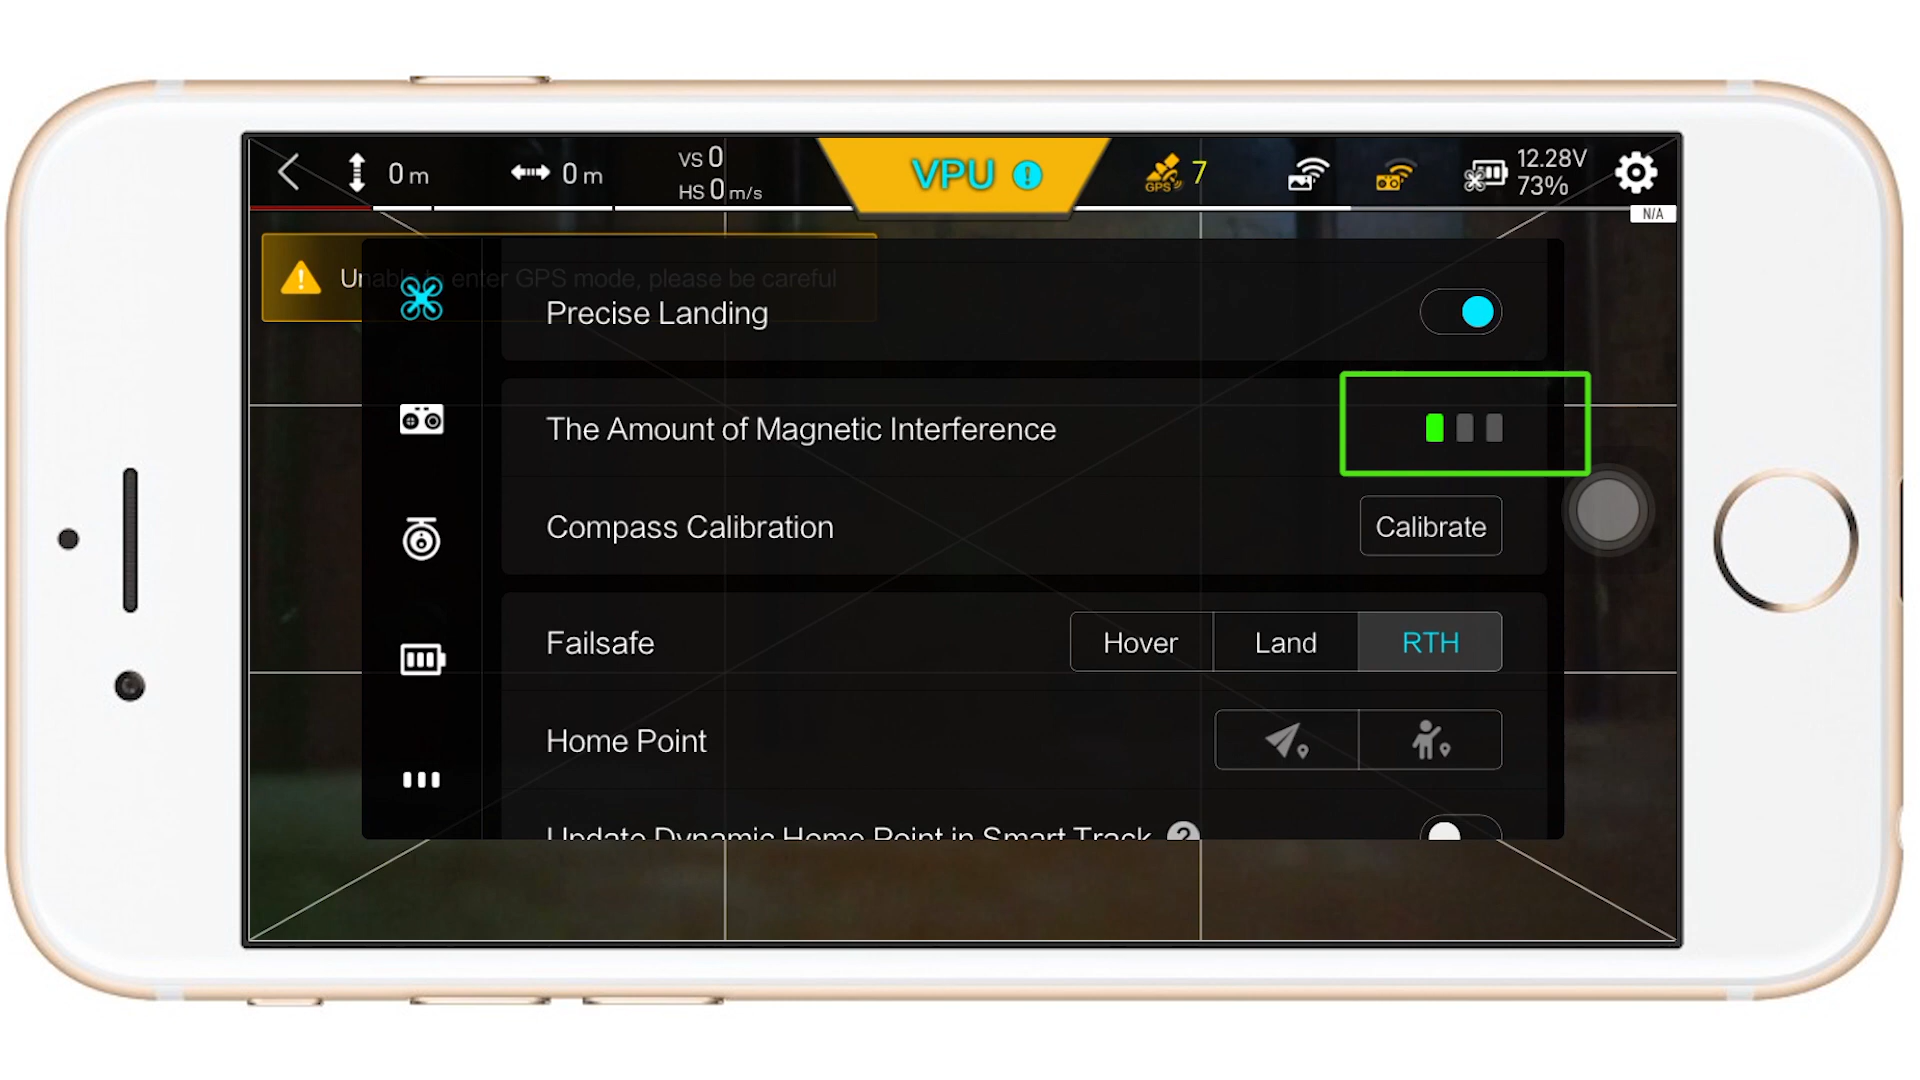 0 m
0 m
VS 0
HS 0 m/s
VPU !
GPS 7
12.28V
73%
N/A
Unable to enter GPS mode, please be careful
Precise Landing
The Amount of Magnetic Interference
Compass Calibration Calibrate
Failsafe Hover Land RTH
Home Point
Update Dynamic Home Point in Smart Track ?